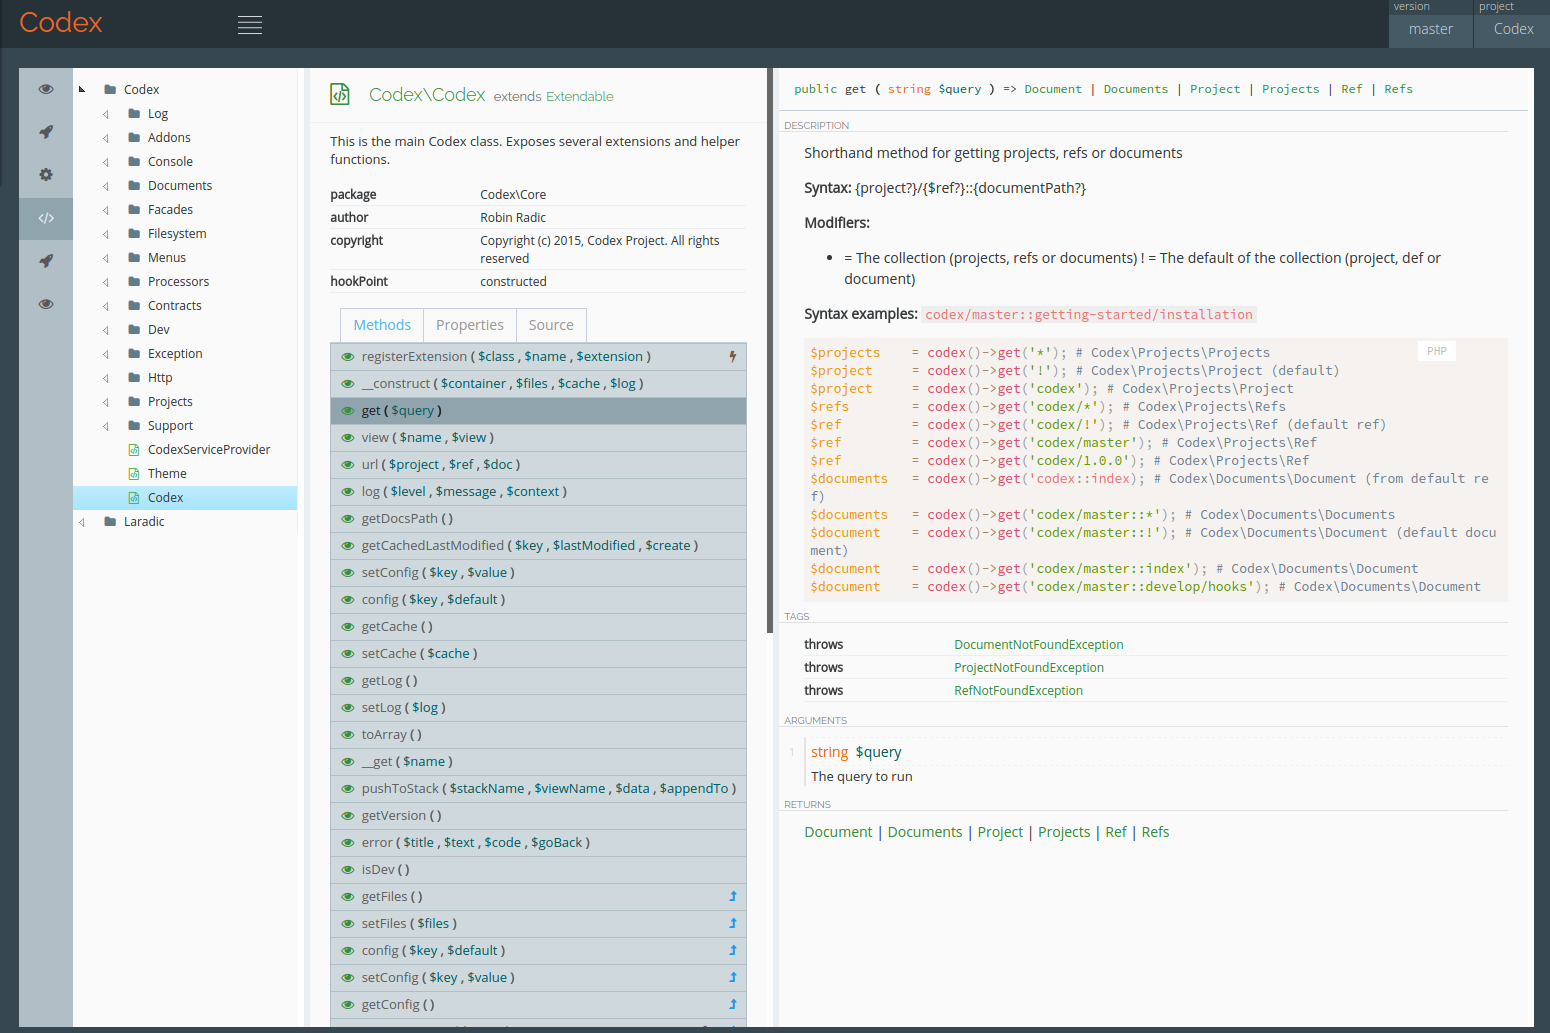 Codex
version
project
master
Codex
Codex
Log
Addons
Console
Documents
Facades
Filesystem
Menus
Processors
Contracts
Dev
Exception
Http
Projects
Support
CodexServiceProvider
Theme
Codex
Laradic
Codex\Codex extends Extendable
This is the main Codex class. Exposes several extensions and helper
functions.
package Codex\Core
author Robin Radic
copyright Copyright (c) 2015, Codex Project. All rights
reserved
hookPoint constructed
Methods Properties Source
registerExtension ( $class , $name , $extension )
__construct ( $container , $files , $cache , $log )
get ( $query )
view ( $name , $view )
url ( $project , $ref , $doc )
log ( $level , $message , $context )
getDocsPath ()
getCachedLastModified ( $key , $lastModified , $create )
setConfig ( $key , $value )
config ( $key , $default )
getCache ()
setCache ( $cache )
getLog ()
setLog ( $log )
toArray ()
__get ( $name )
pushToStack ( $stackName , $viewName , $data , $appendTo )
getVersion ()
error ( $title , $text , $code , $goBack )
isDev ()
getFiles ()
setFiles ( $files )
config ( $key , $default )
setConfig ( $key , $value )
getConfig ()
public get ( string $query ) => Document | Documents | Project | Projects | Ref | Refs
DESCRIPTION
Shorthand method for getting projects, refs or documents
Syntax: {project?}/{$ref?}::{documentPath?}
Modifiers:
• = The collection (projects, refs or documents) ! = The default of the collection (project, def or
document)
Syntax examples: codex/master::getting-started/installation
PHP
$projects = codex()->get('*'); # Codex\Projects\Projects
$project = codex()->get('!'); # Codex\Projects\Project (default)
$project = codex()->get('codex'); # Codex\Projects\Project
$refs = codex()->get('codex/*'); # Codex\Projects\Refs
$ref = codex()->get('codex/!'); # Codex\Projects\Ref (default ref)
$ref = codex()->get('codex/master'); # Codex\Projects\Ref
$ref = codex()->get('codex/1.0.0'); # Codex\Projects\Ref
$documents = codex()->get('codex::index); # Codex\Documents\Document (from default re
f)
$documents = codex()->get('codex/master::*'); # Codex\Documents\Documents
$document = codex()->get('codex/master::!'); # Codex\Documents\Document (default docu
ment)
$document = codex()->get('codex/master::index'); # Codex\Documents\Document
$document = codex()->get('codex/master::develop/hooks'); # Codex\Documents\Document
TAGS
throws DocumentNotFoundException
throws ProjectNotFoundException
throws RefNotFoundException
ARGUMENTS
1 string $query
The query to run
RETURNS
Document | Documents | Project | Projects | Ref | Refs